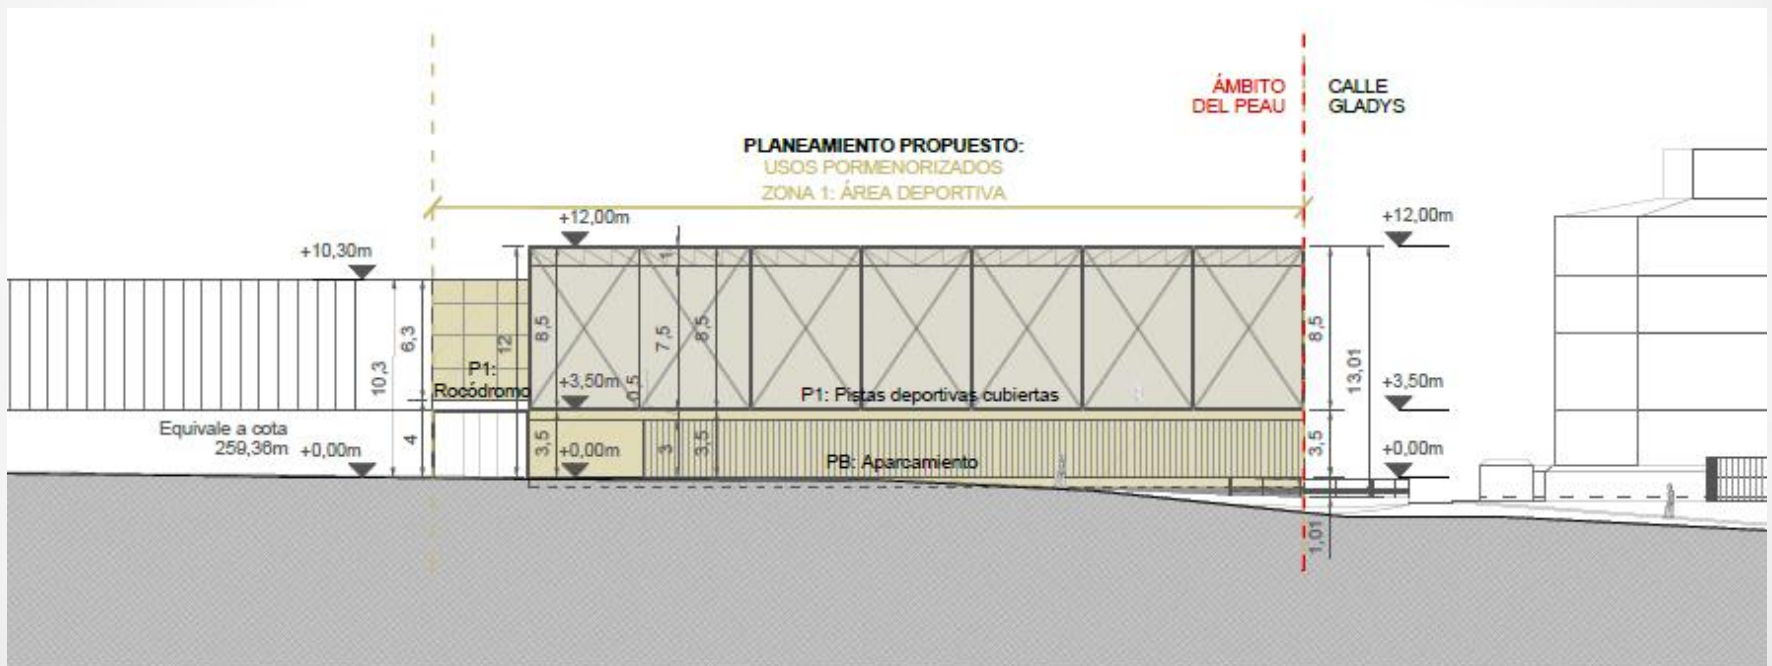 ÁMBITO
DEL PEAU
CALLE
GLADYS
PLANEAMIENTO PROPUESTO:
USOS PORMENORIZADOS
ZONA 1: ÁREA DEPORTIVA
+12,00m
+12,00m
+10,30m
1
8,5
7,5
8,5
12
6,3
10,3
8,5
13,01
P1:
Rocódromo
+3,50m
0,5
P1: Pistas deportivas cubiertas
+3,50m
Equivale a cota
259,36m
+0,00m
4
3,5
+0,00m
3
3,5
PB: Aparcamiento
3,5
+0,00m
1,01